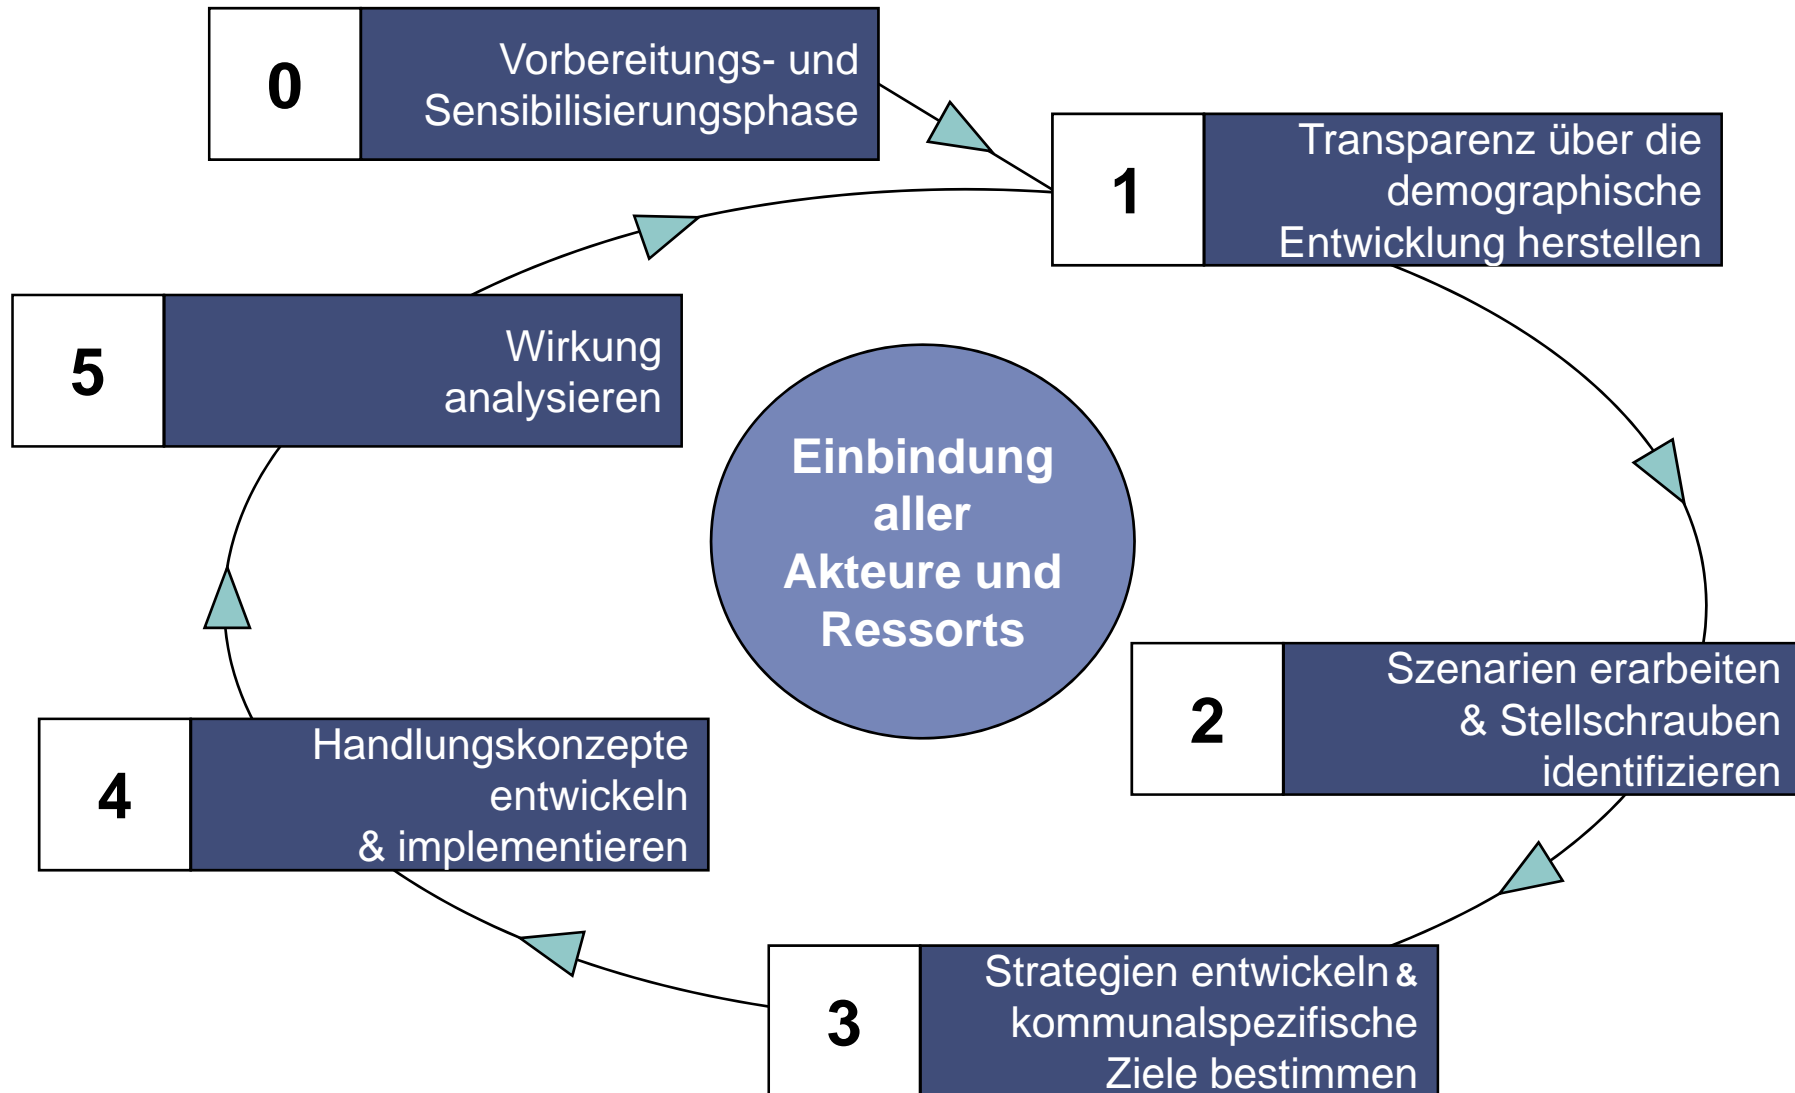 0
Vorbereitungs- und
Sensibilisierungsphase
1
Transparenz über die
demographische
Entwicklung herstellen
5
Wirkung
analysieren
Einbindung
aller
Akteure und
Ressorts
2
Szenarien erarbeiten
& Stellschrauben
identifizieren
4
Handlungskonzepte
entwickeln
& implementieren
3
Strategien entwickeln &
kommunalspezifische
Ziele bestimmen